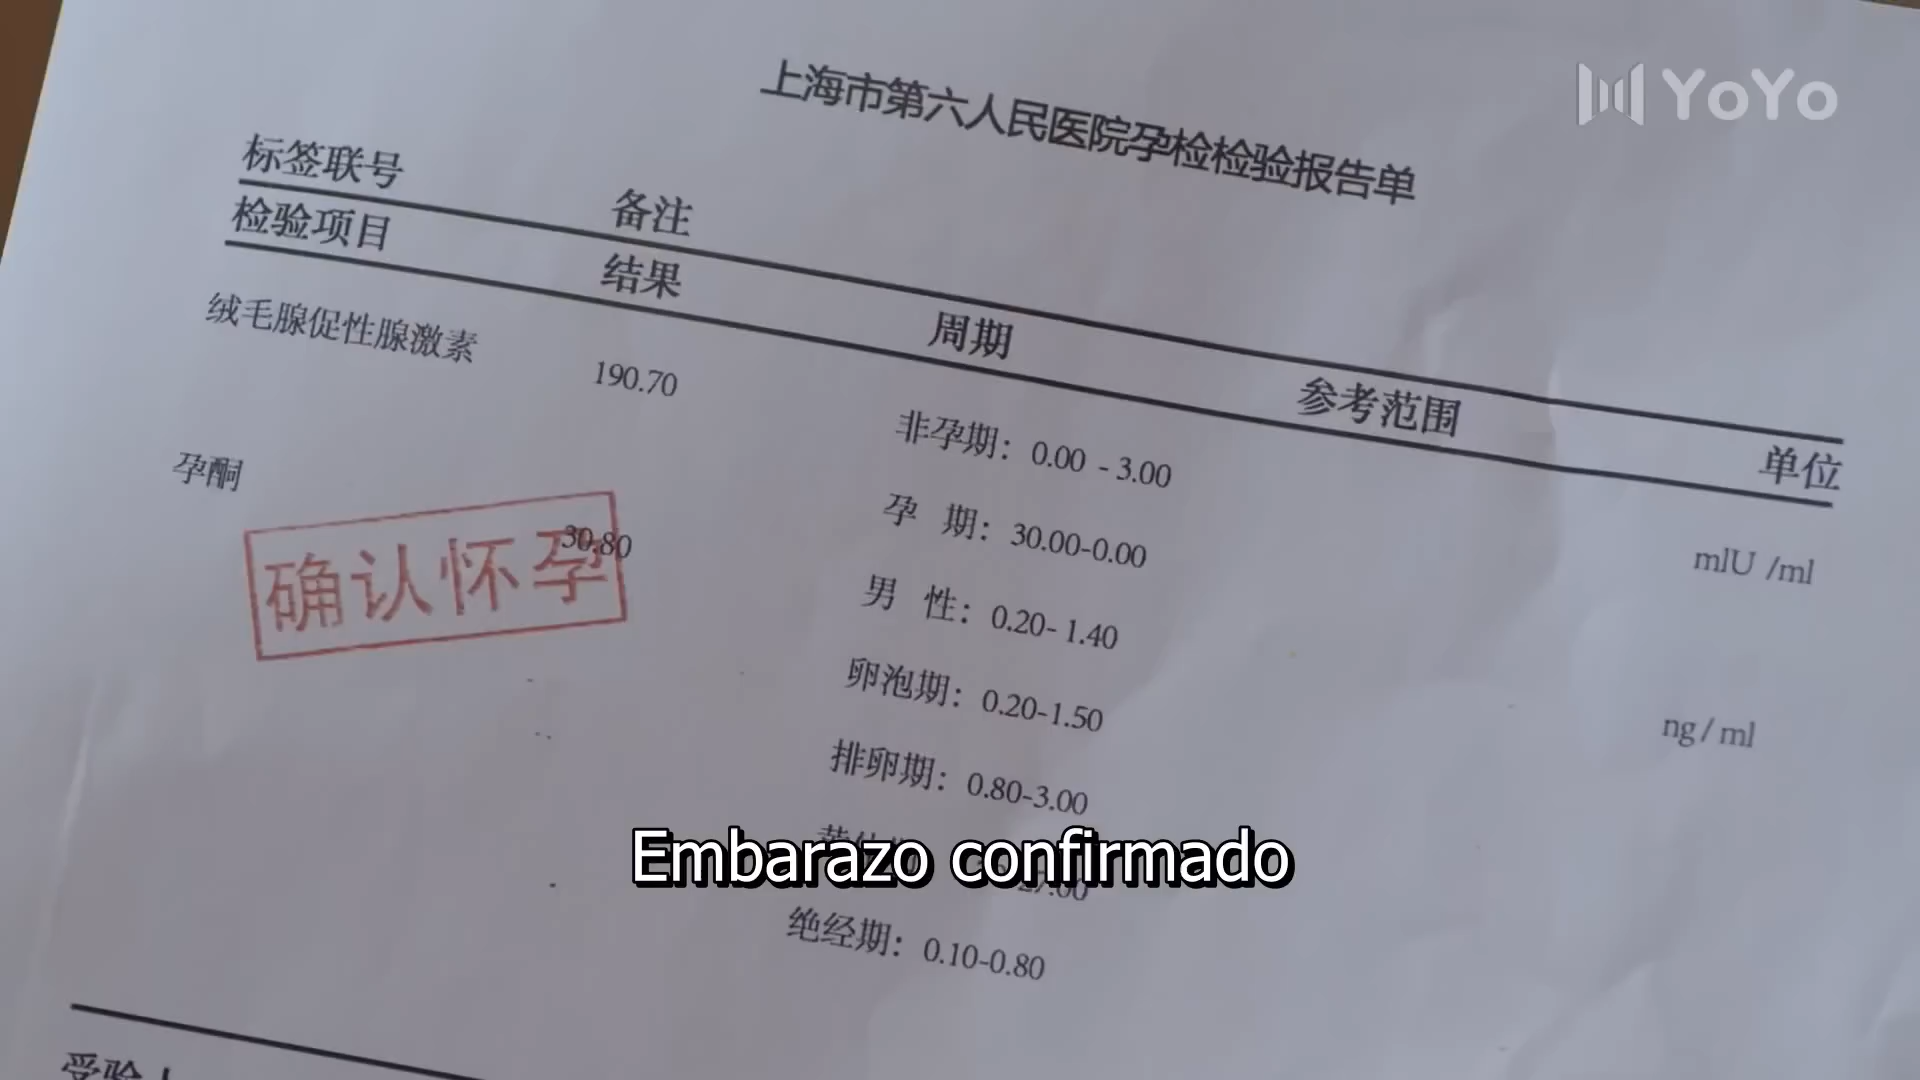 YoYo
上海市第六人民医院孕检检验报告单
标签联号 备注
检验项目 结果 周期 参考范围 单位
绒毛腺促性腺激素 190.70 非孕期：0.00 - 3.00 mlU /ml
孕 期：30.00-0.00
孕酮 30.80 男 性：0.20- 1.40 ng / ml
确认怀孕
卵泡期：0.20-1.50
排卵期：0.80-3.00
27.00
Embarazo confirmado
绝经期：0.10-0.80
受验